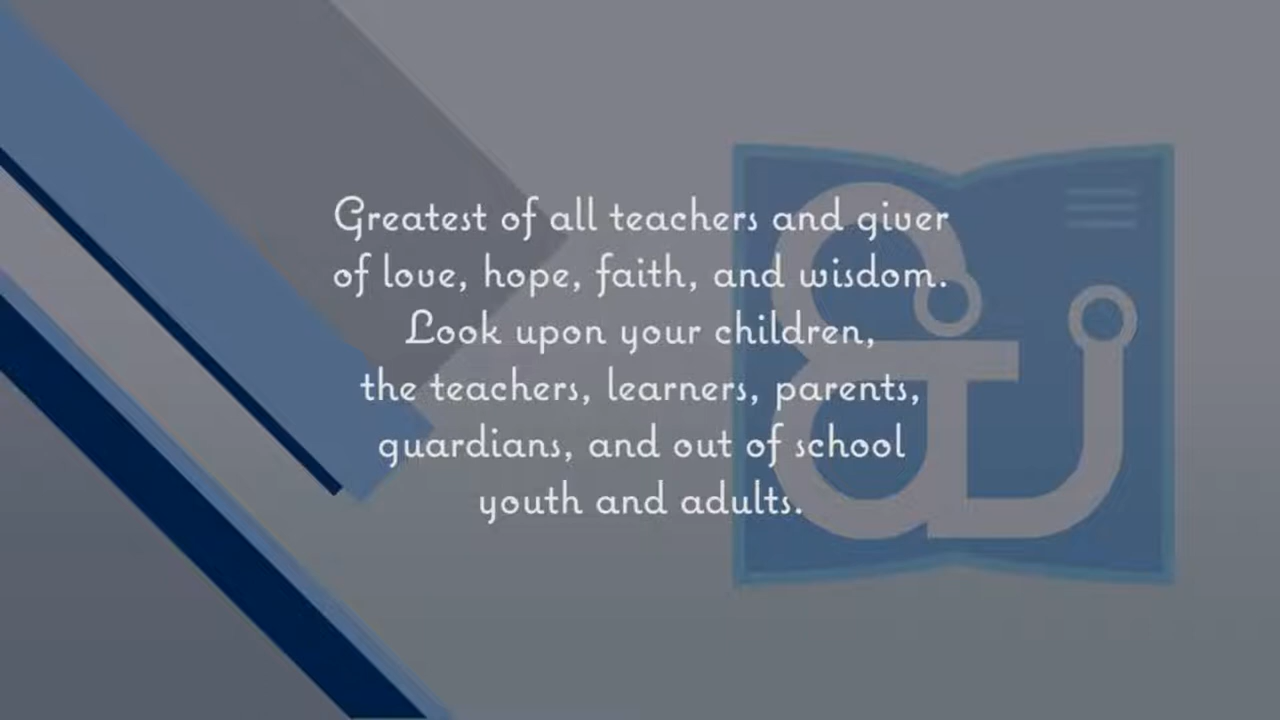 Greatest of all teachers and giver
of love, hope, faith, and wisdom.
Look upon your children,
the teachers, learners, parents,
guardians, and out of school
youth and adults.